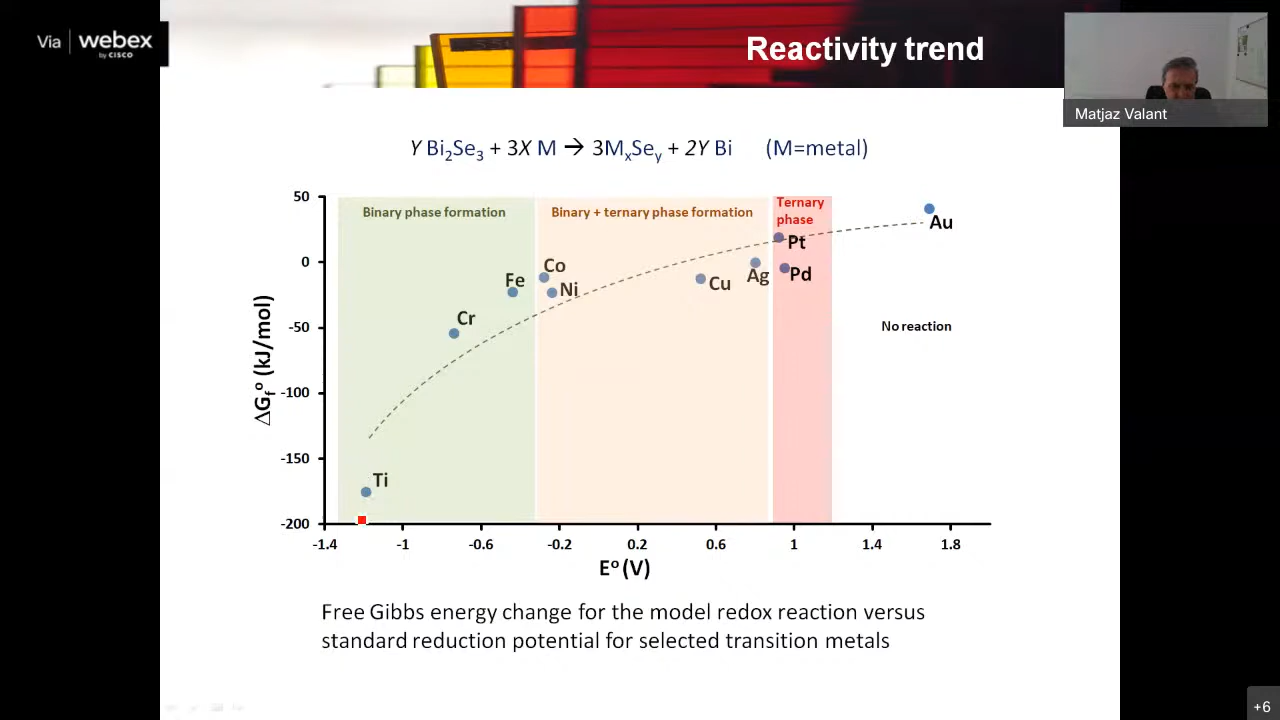 Via webex
by CISCO
Reactivity trend
Matjaz Valant
Y Bi₂Se₃ + 3X M → 3MₓSeᵧ + 2Y Bi (M=metal)
50
0
-50
-100
-150
-200
ΔGfº (kJ/mol)
Binary phase formation
Binary + ternary phase formation
Ternary
phase
Au
Pt
Pd
Ag
Cu
Co
Ni
Fe
Cr
Ti
No reaction
-1.4 -1 -0.6 -0.2 0.2 0.6 1 1.4 1.8
Eº (V)
Free Gibbs energy change for the model redox reaction versus
standard reduction potential for selected transition metals
+6